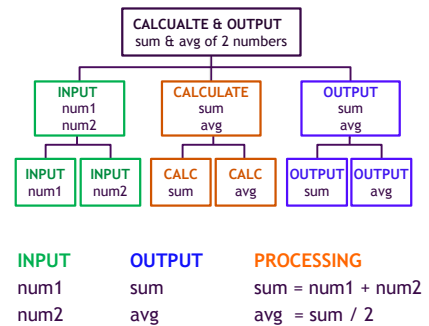 CALCUALTE & OUTPUT
sum & avg of 2 numbers
INPUT
num1
num2
CALCULATE
sum
avg
OUTPUT
sum
avg
INPUT
num1
INPUT
num2
CALC
sum
CALC
avg
OUTPUT
sum
OUTPUT
avg
INPUT OUTPUT PROCESSING
num1 sum sum = num1 + num2
num2 avg avg = sum / 2